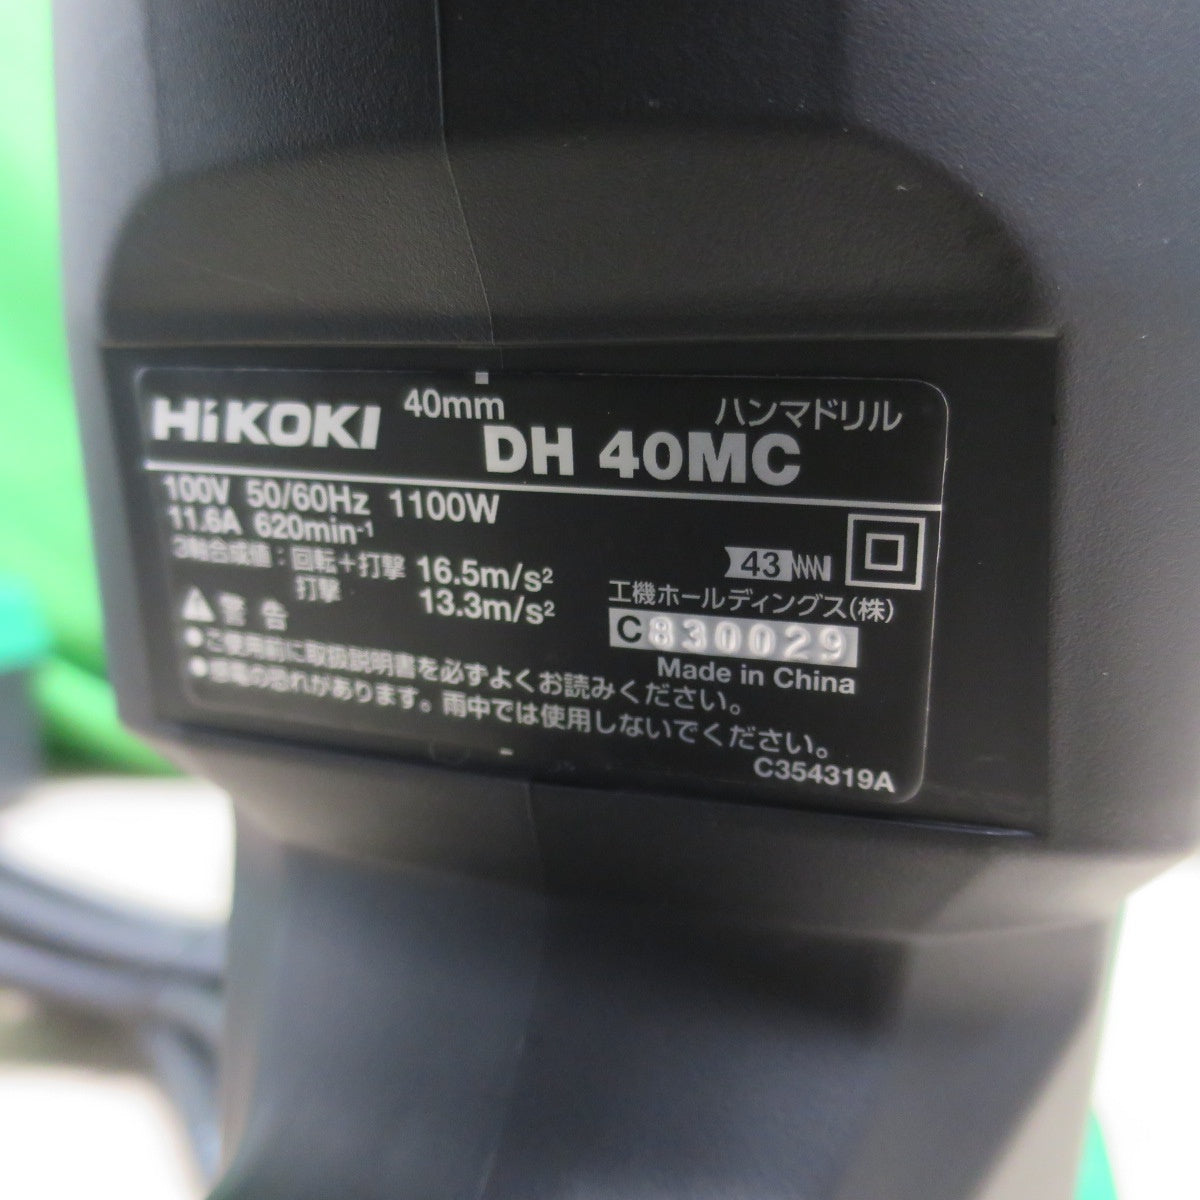 HiKOKI 40mm DH 40MC ハンマドリル
100V 50/60Hz 1100W
11.6A 620min-1
3軸合成値:回転+打撃 16.5m/s2
打撃 13.3m/s2
43
工機ホールディングス(株)
C830029
Made in China
警告
●ご使用前に取扱説明書を必ずよくお読みください。
●感電の恐れがあります。雨中では使用しないでください。
C354319A